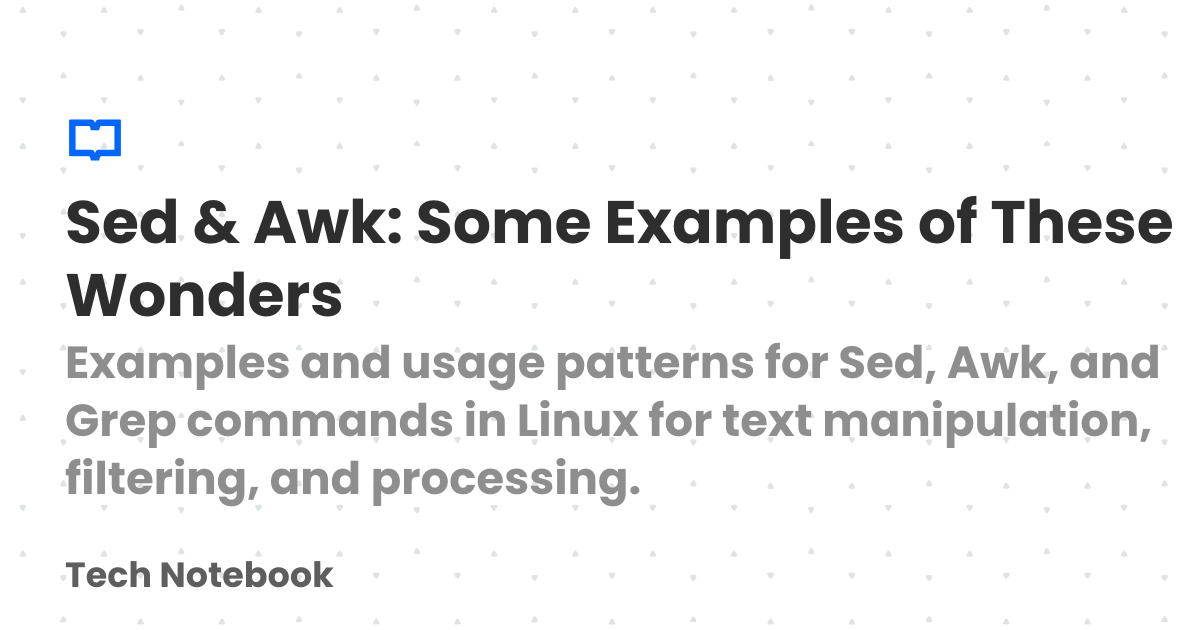 Sed & Awk: Some Examples of These
Wonders
Examples and usage patterns for Sed, Awk, and
Grep commands in Linux for text manipulation,
filtering, and processing.
Tech Notebook